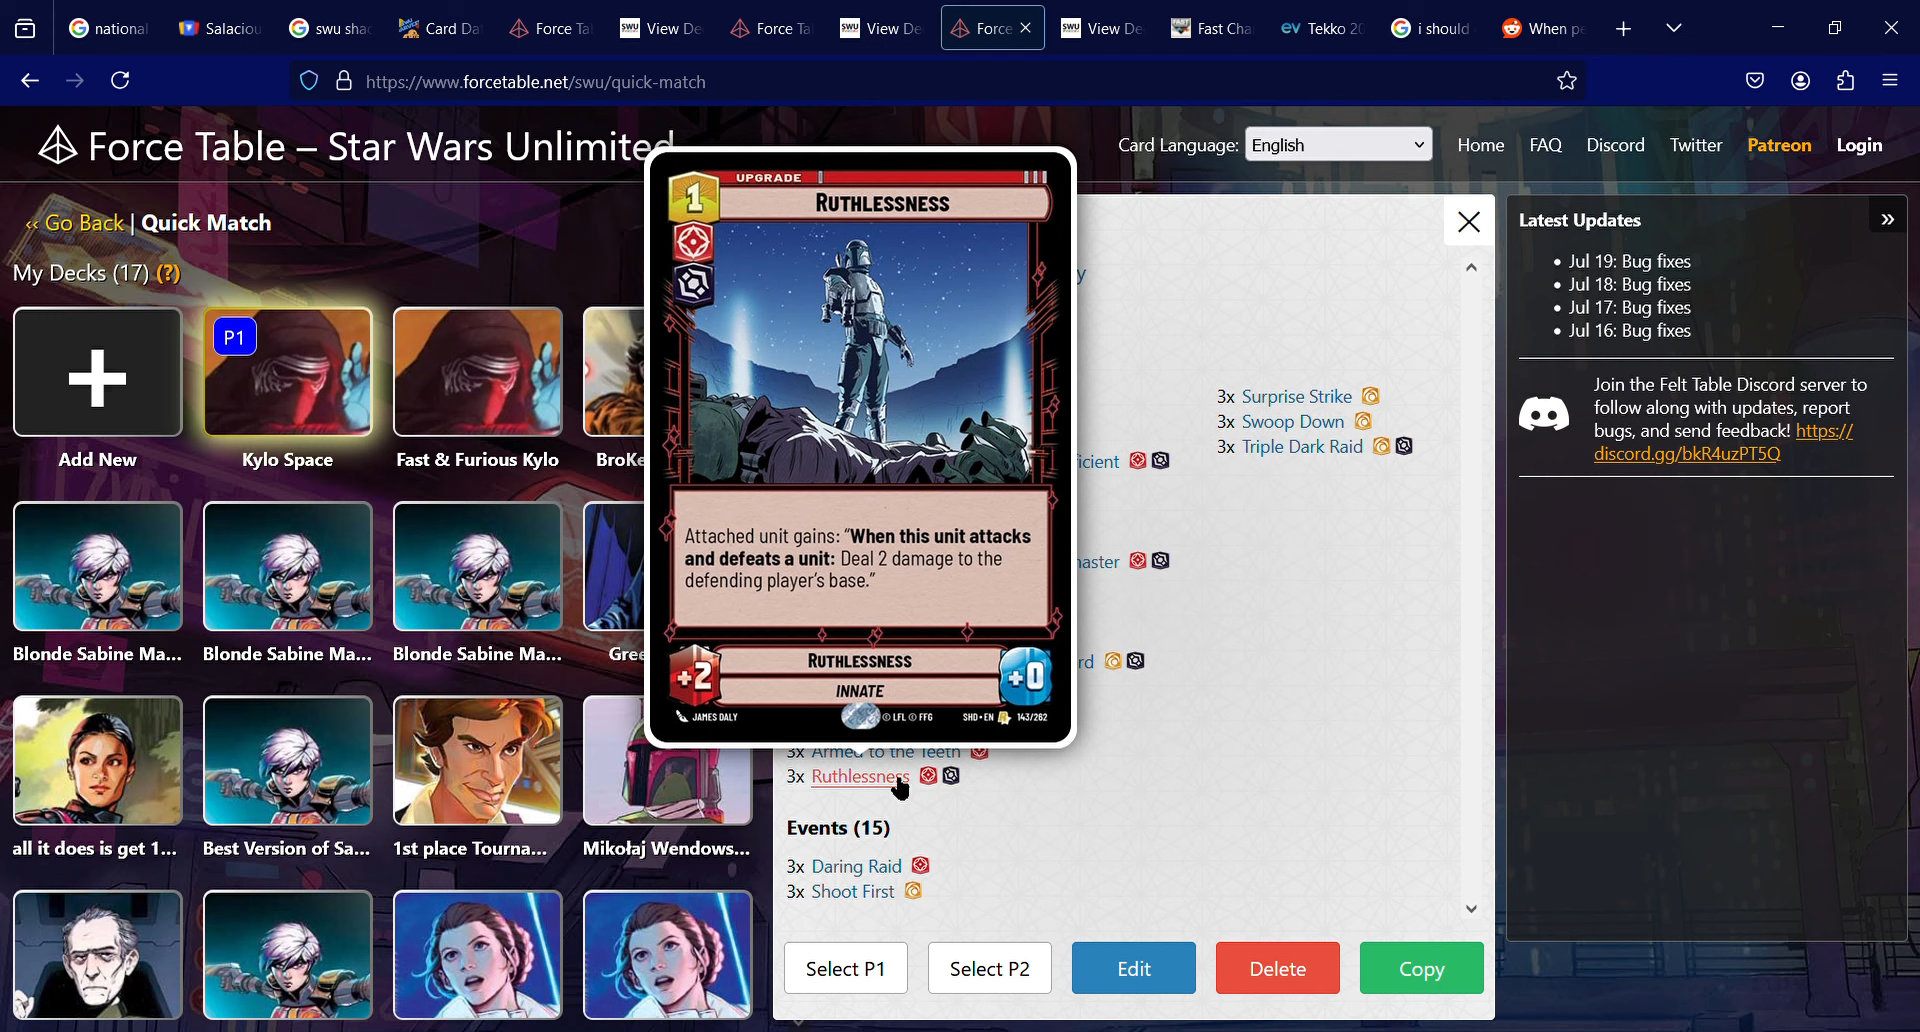 national
Salaciou
swu shac
Card Da
Force Ta
View De
Force Ta
View De
Force
View De
Fast Cha
Tekko 20
i should
When pe
https://www.forcetable.net/swu/quick-match
Force Table – Star Wars Unlimited
Card Language:
English
Home
FAQ
Discord
Twitter
Patreon
Login
‹‹ Go Back | Quick Match
My Decks (17) (?)
Add New
P1
Kylo Space
Fast & Furious Kylo
BroKe
Blonde Sabine Ma...
Blonde Sabine Ma...
Blonde Sabine Ma...
Gree
all it does is get 1...
Best Version of Sa...
1st place Tourna...
Mikołaj Wendows...
UPGRADE
1
RUTHLESSNESS
Attached unit gains: “When this unit attacks
and defeats a unit: Deal 2 damage to the
defending player's base.”
+2
RUTHLESSNESS
INNATE
+0
JAMES DALY
© LFL © FFG
SHD • EN
143/262
y
icient
naster
rd
3x Surprise Strike
3x Swoop Down
3x Triple Dark Raid
3x Armed to the Teeth
3x Ruthlessness
Events (15)
3x Daring Raid
3x Shoot First
Select P1
Select P2
Edit
Delete
Copy
Latest Updates
»
• Jul 19: Bug fixes
• Jul 18: Bug fixes
• Jul 17: Bug fixes
• Jul 16: Bug fixes
Join the Felt Table Discord server to
follow along with updates, report
bugs, and send feedback! https://
discord.gg/bkR4uzPT5Q